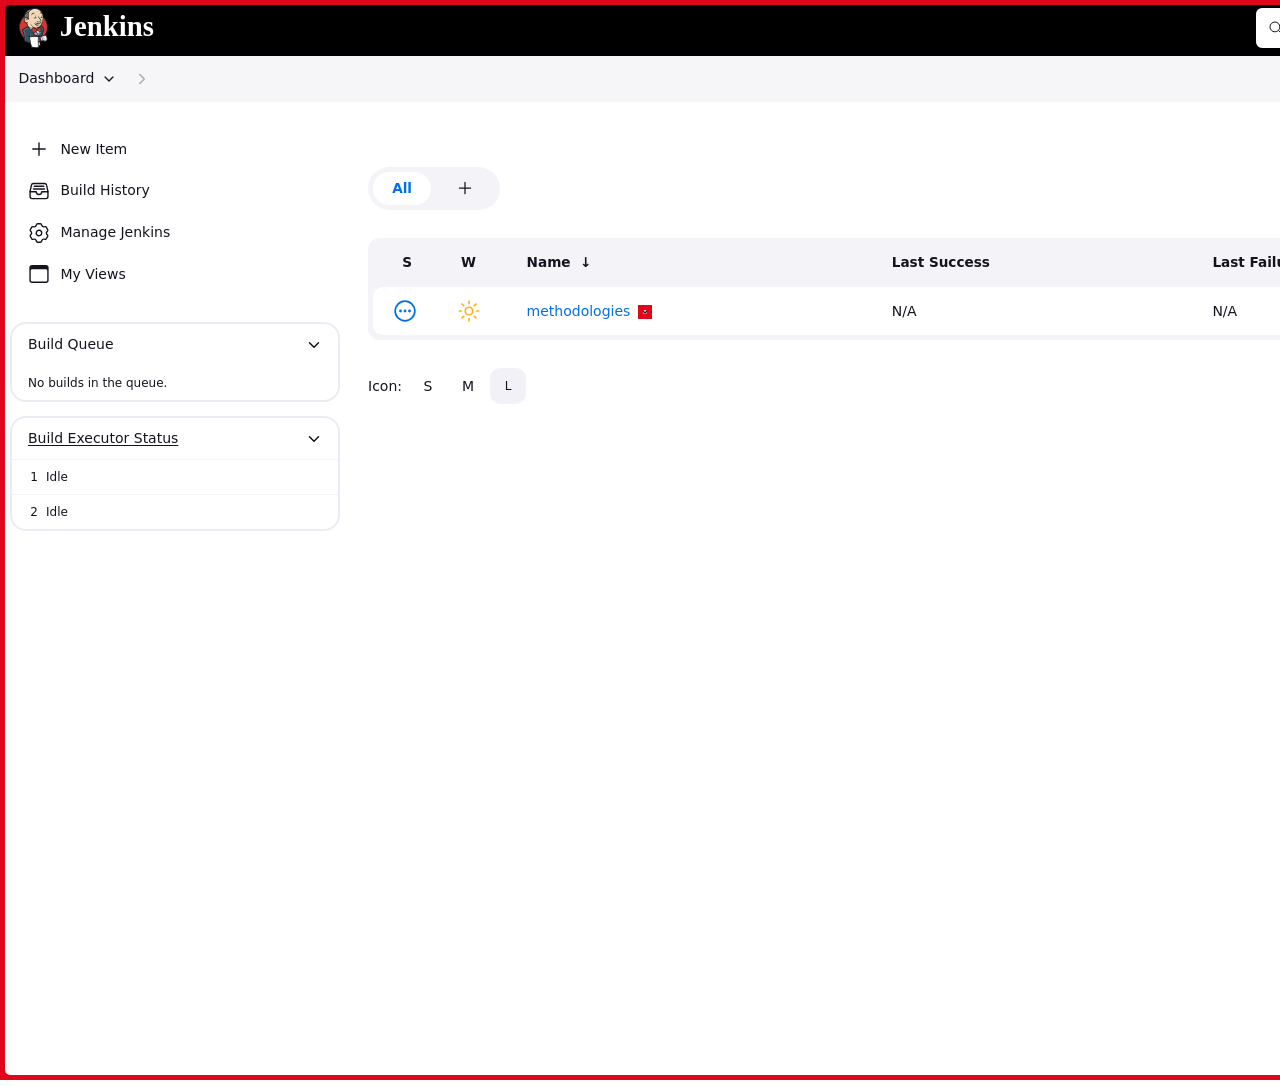 Jenkins
Dashboard
New Item
Build History
Manage Jenkins
My Views
Build Queue
No builds in the queue.
Build Executor Status
1 Idle
2 Idle
All
S W Name ↓ Last Success Last Failu
methodologies N/A N/A
Icon: S M L